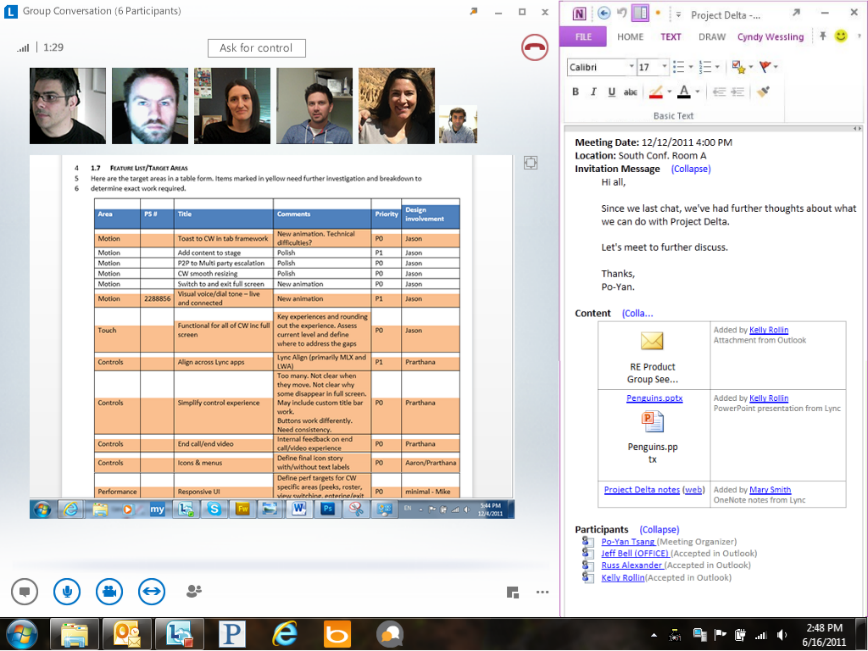 Group Conversation (6 Participants)
1:29
Ask for control
4 1.7 FEATURE LIST/TARGET AREAS
5 Here are the target areas in a table form. Items marked in yellow need further investigation and breakdown to
6 determine exact work required.
Area PS # Title Comments Priority Design involvement
Motion Toast to CW in tab framework New animation. Technical difficulties? P0 Jason
Motion Add content to stage Polish P1 Jason
Motion P2P to Multi party escalation Polish P0 Jason
Motion CW smooth resizing Polish P0 Jason
Motion Switch to and exit full screen New animation P0 Jason
Motion 2288856 Visual voice/dial tone – live and connected New animation P1 Jason
Touch Functional for all of CW inc full screen Key experiences and rounding out the experience. Assess current level and define where to address the gaps P0 Jason
Controls Align across Lync apps Lync Align (primarily MLX and LWA) P1 Prarthana
Controls Simplify control experience Too many. Not clear when they move. Not clear why some disappear in full screen. May include custom title bar work. Buttons work differently. Need consistency. P0 Prarthana
Controls End call/end video Internal feedback on end call/video experience P0 Prarthana
Controls Icons & menus Define final icon story with/without text labels P0 Aaron/Prarthana
Performance Responsive UI Define perf targets for CW specific areas (peeks, roster, view switching, entering/exit P0 minimal - Mike
my
Fw
W
Ps
EN
5:44 PM
12/4/2011
Project Delta -...
FILE HOME TEXT DRAW Cyndy Wessling
Calibri 17
B I U abc A
Basic Text
Meeting Date: 12/12/2011 4:00 PM
Location: South Conf. Room A
Invitation Message (Collapse)
Hi all,
Since we last chat, we've had further thoughts about what
we can do with Project Delta.
Let's meet to further discuss.
Thanks,
Po-Yan.
Content (Colla...
RE Product
Group See...
Added by Kelly Rollin
Attachment from Outlook
Penguins.pptx
Penguins.pp
tx
Added by Kelly Rollin
PowerPoint presentation from Lync
Project Delta notes (web)
Added by Mary Smith
OneNote notes from Lync
Participants (Collapse)
Po-Yan Tsang (Meeting Organizer)
Jeff Bell (OFFICE) (Accepted in Outlook)
Russ Alexander (Accepted in Outlook)
Kelly Rollin(Accepted in Outlook)
2:48 PM
6/16/2011